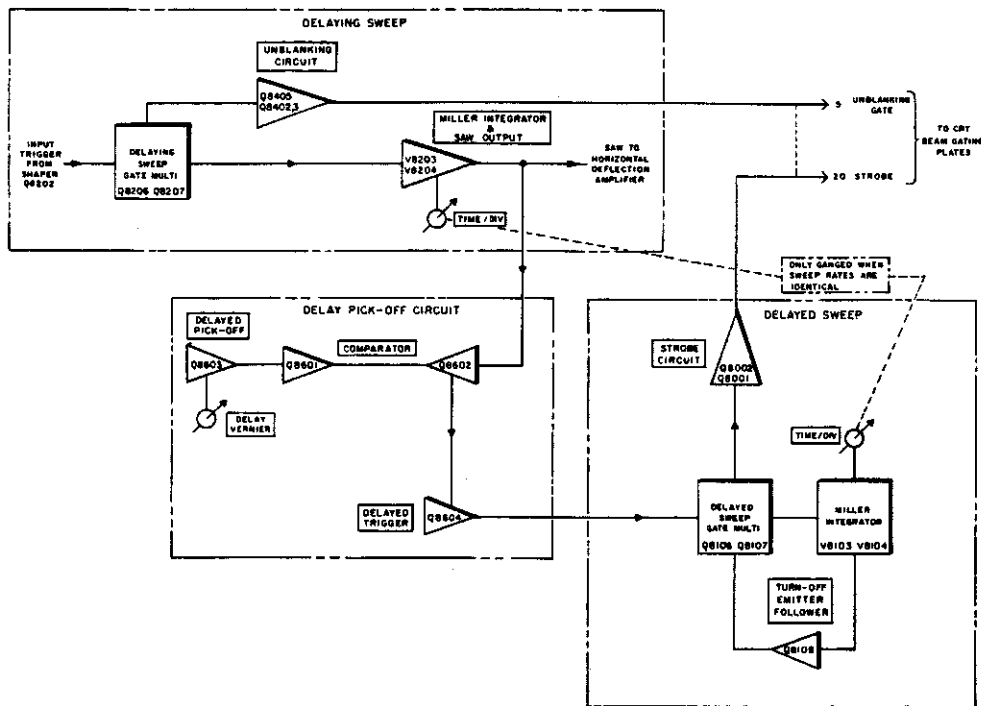 DELAYING SWEEP
UNBLANKING
CIRCUIT
Q8405
Q8402,3
MILLER INTEGRATOR
&
SAW OUTPUT
INPUT
TRIGGER
FROM
SHAPER
Q8202
DELAYING
SWEEP
GATE MULTI
Q8206 Q8207
V8203
V8204
SAW TO
HORIZONTAL
DEFLECTION
AMPLIFIER
TIME/DIV
5 UNBLANKING
GATE
20 STROBE
TO CRT
BEAM GATING
PLATES
ONLY GANGED WHEN
SWEEP RATES ARE
IDENTICAL
DELAY PICK-OFF CIRCUIT
DELAYED
PICK-OFF
COMPARATOR
Q8603
Q8601
Q8602
DELAY
VERNIER
DELAYED
TRIGGER
Q8604
DELAYED SWEEP
STROBE
CIRCUIT
Q8002
Q8001
TIME/DIV
DELAYED
SWEEP
GATE MULTI
Q8106 Q8107
MILLER
INTEGRATOR
V8103 V8104
TURN-OFF
EMITTER
FOLLOWER